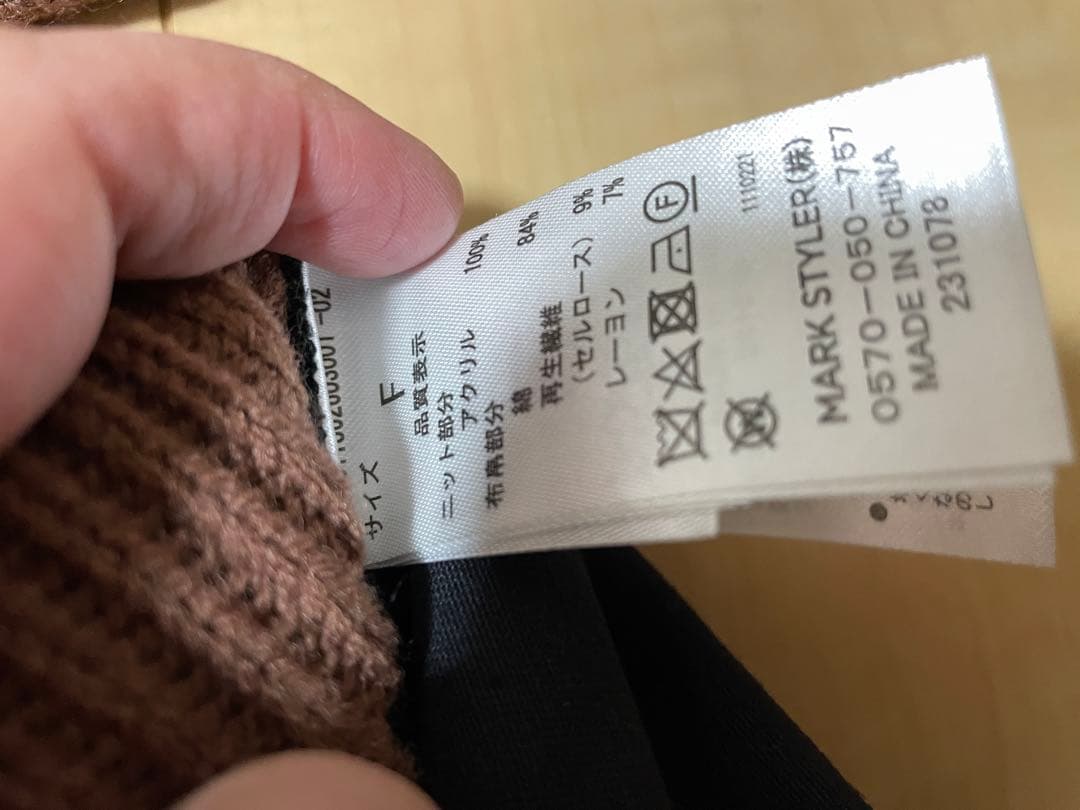 サイズ
F
品質表示
ニット部分
アクリル 100%
布帛部分
綿 84%
再生繊維
(セルロース) 9%
レーヨン 7%
F
1110221
MARK STYLER(株)
0570-050-757
MADE IN CHINA
231078